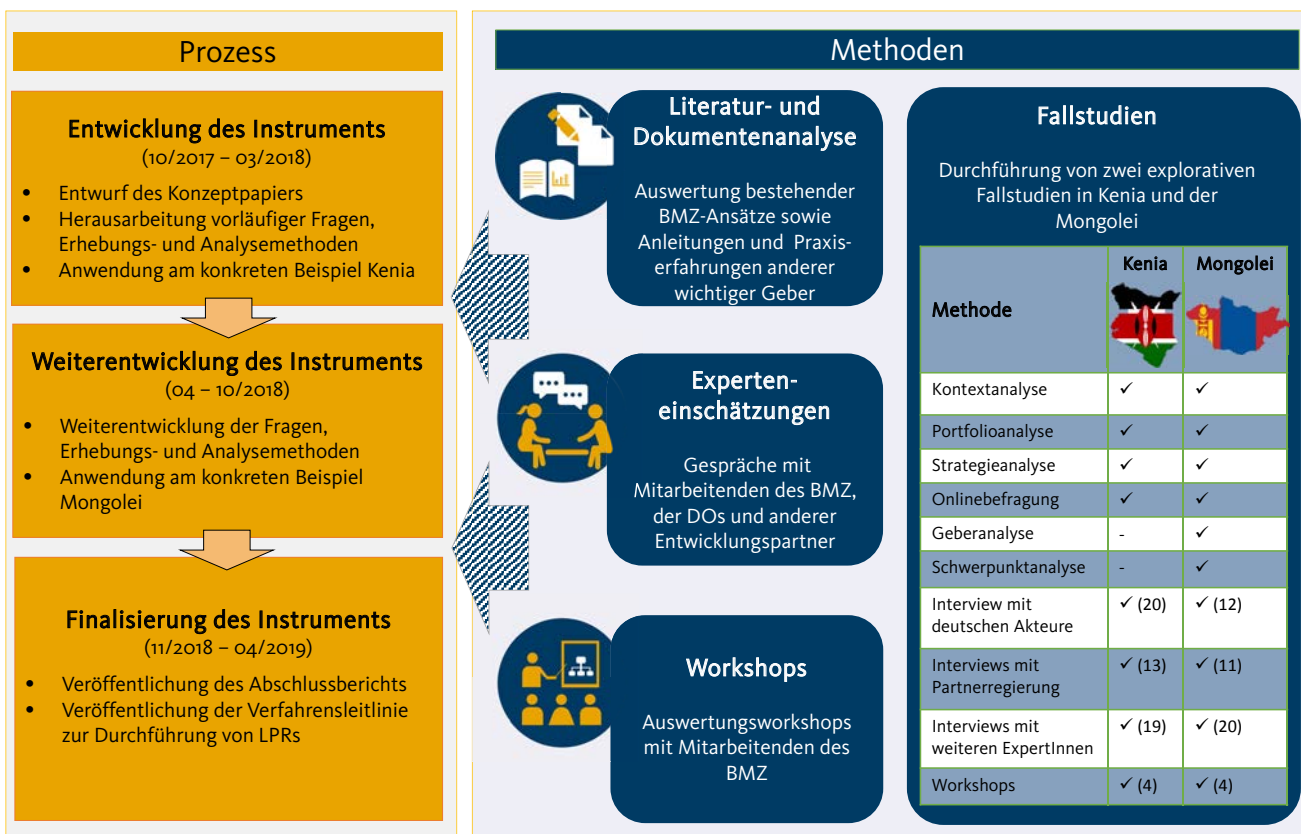 Prozess
Entwicklung des Instruments
(10/2017 – 03/2018)
• Entwurf des Konzeptpapiers
• Herausarbeitung vorläufiger Fragen,
Erhebungs- und Analysemethoden
• Anwendung am konkreten Beispiel Kenia
Weiterentwicklung des Instruments
(04 – 10/2018)
• Weiterentwicklung der Fragen,
Erhebungs- und Analysemethoden
• Anwendung am konkreten Beispiel
Mongolei
Finalisierung des Instruments
(11/2018 – 04/2019)
• Veröffentlichung des Abschlussberichts
• Veröffentlichung der Verfahrensleitlinie
zur Durchführung von LPRs
Methoden
Literatur- und
Dokumentenanalyse
Auswertung bestehender
BMZ-Ansätze sowie
Anleitungen und Praxis-
erfahrungen anderer
wichtiger Geber
Experten-
einschätzungen
Gespräche mit
Mitarbeitenden des BMZ,
der DOs und anderer
Entwicklungspartner
Workshops
Auswertungsworkshops
mit Mitarbeitenden des
BMZ
Fallstudien
Durchführung von zwei explorativen
Fallstudien in Kenia und der
Mongolei
Methode Kenia Mongolei
Kontextanalyse ✓ ✓
Portfolioanalyse ✓ ✓
Strategieanalyse ✓ ✓
Onlinebefragung ✓ ✓
Geberanalyse - ✓
Schwerpunktanalyse - ✓
Interview mit
deutschen Akteure ✓ (20) ✓ (12)
Interviews mit
Partnerregierung ✓ (13) ✓ (11)
Interviews mit
weiteren ExpertInnen ✓ (19) ✓ (20)
Workshops ✓ (4) ✓ (4)